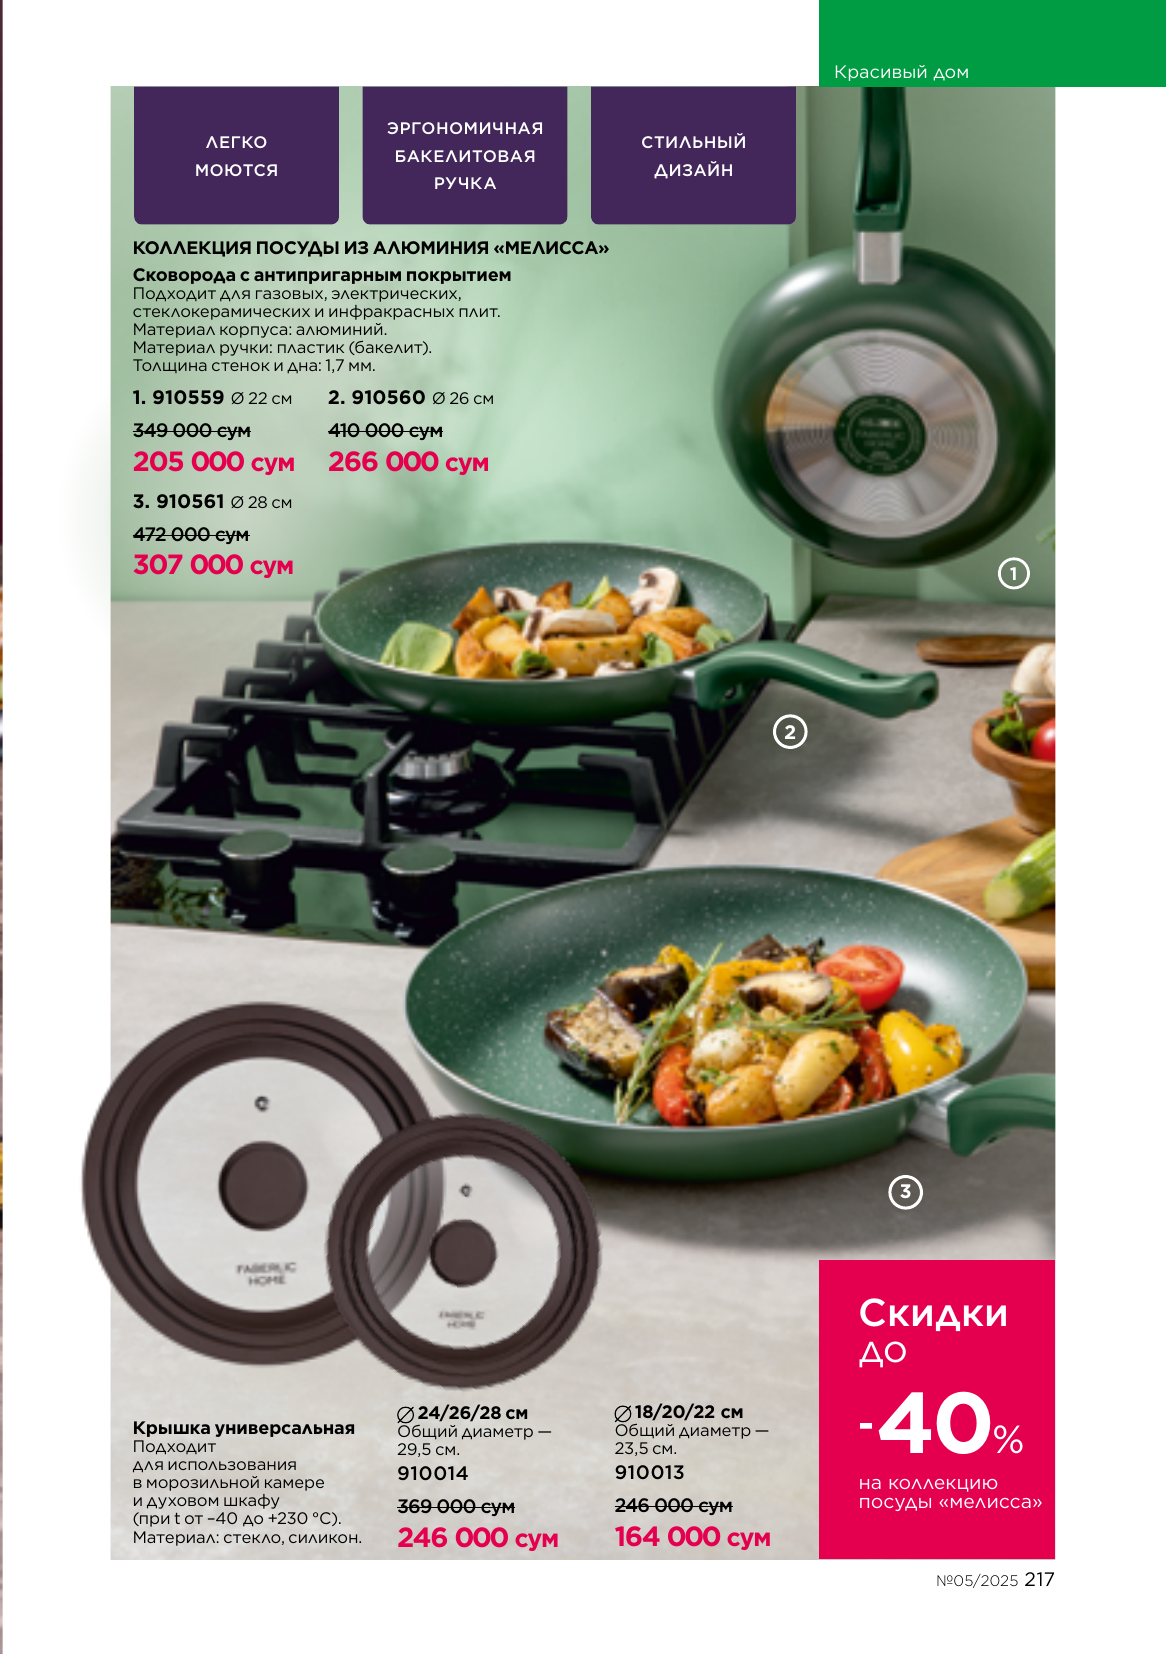 Красивый дом
ЛЕГКО
МОЮТСЯ
ЭРГОНОМИЧНАЯ
БАКЕЛИТОВАЯ
РУЧКА
СТИЛЬНЫЙ
ДИЗАЙН
КОЛЛЕКЦИЯ ПОСУДЫ ИЗ АЛЮМИНИЯ «МЕЛИССА»
Сковорода с антипригарным покрытием
Подходит для газовых, электрических,
стеклокерамических и инфракрасных плит.
Материал корпуса: алюминий.
Материал ручки: пластик (бакелит).
Толщина стенок и дна: 1,7 мм.
1. 910559 Ø 22 см
349 000 сум
205 000 сум
2. 910560 Ø 26 см
410 000 сум
266 000 сум
3. 910561 Ø 28 см
472 000 сум
307 000 сум
FABERLIC
HOME
1
2
3
FABERLIC
HOME
FABERLIC
HOME
Крышка универсальная
Подходит
для использования
в морозильной камере
и духовом шкафу
(при t от –40 до +230 °C).
Материал: стекло, силикон.
Ø 24/26/28 см
Общий диаметр —
29,5 см.
910014
369 000 сум
246 000 сум
Ø 18/20/22 см
Общий диаметр —
23,5 см.
910013
246 000 сум
164 000 сум
Скидки
до
-40%
на коллекцию
посуды «мелисса»
№05/2025 217